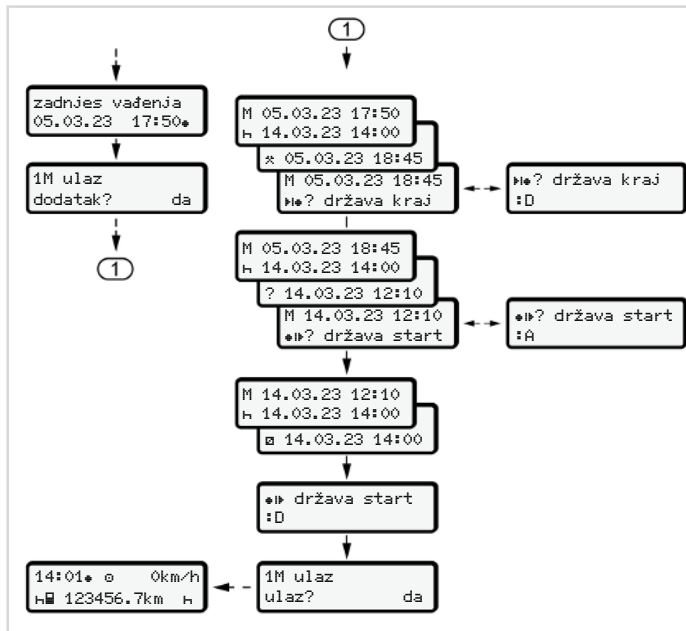 zadnjes vađenja
05.03.23 17:50
1M ulaz
dodatak? da
1
1
M 05.03.23 17:50
14.03.23 14:00
05.03.23 18:45
M 05.03.23 18:45
? država kraj
? država kraj
:D
M 05.03.23 18:45
14.03.23 14:00
? 14.03.23 12:10
M 14.03.23 12:10
? država start
? država start
:A
M 14.03.23 12:10
14.03.23 14:00
14.03.23 14:00
država start
:D
1M ulaz
ulaz? da
14:01 0km/h
123456.7km